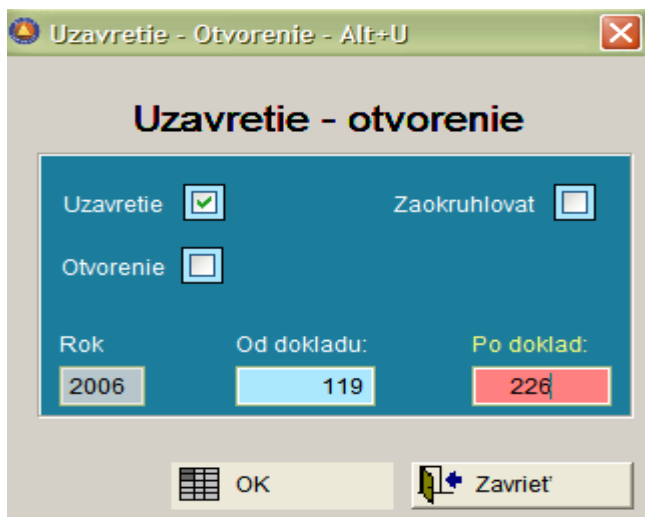 Uzavretie - Otvorenie - Alt+U
Uzavretie - otvorenie
Uzavretie Zaokruhlovat
Otvorenie
Rok Od dokladu: Po doklad:
2006 119 226
OK Zavrieť